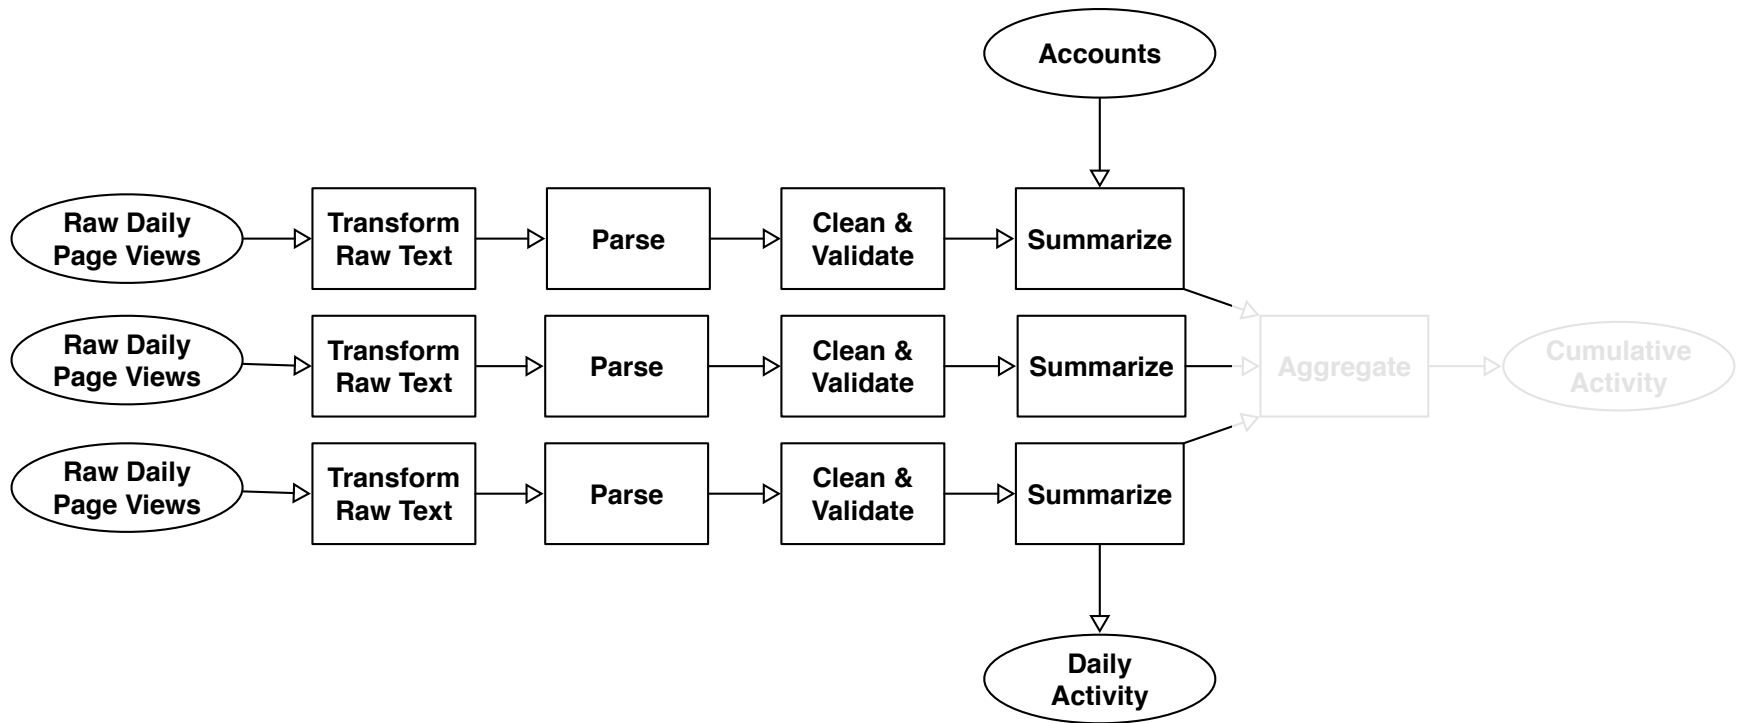 Accounts
Raw Daily
Page Views
Transform
Raw Text
Parse
Clean &
Validate
Summarize
Raw Daily
Page Views
Transform
Raw Text
Parse
Clean &
Validate
Summarize
Aggregate
Cumulative
Activity
Raw Daily
Page Views
Transform
Raw Text
Parse
Clean &
Validate
Summarize
Daily
Activity